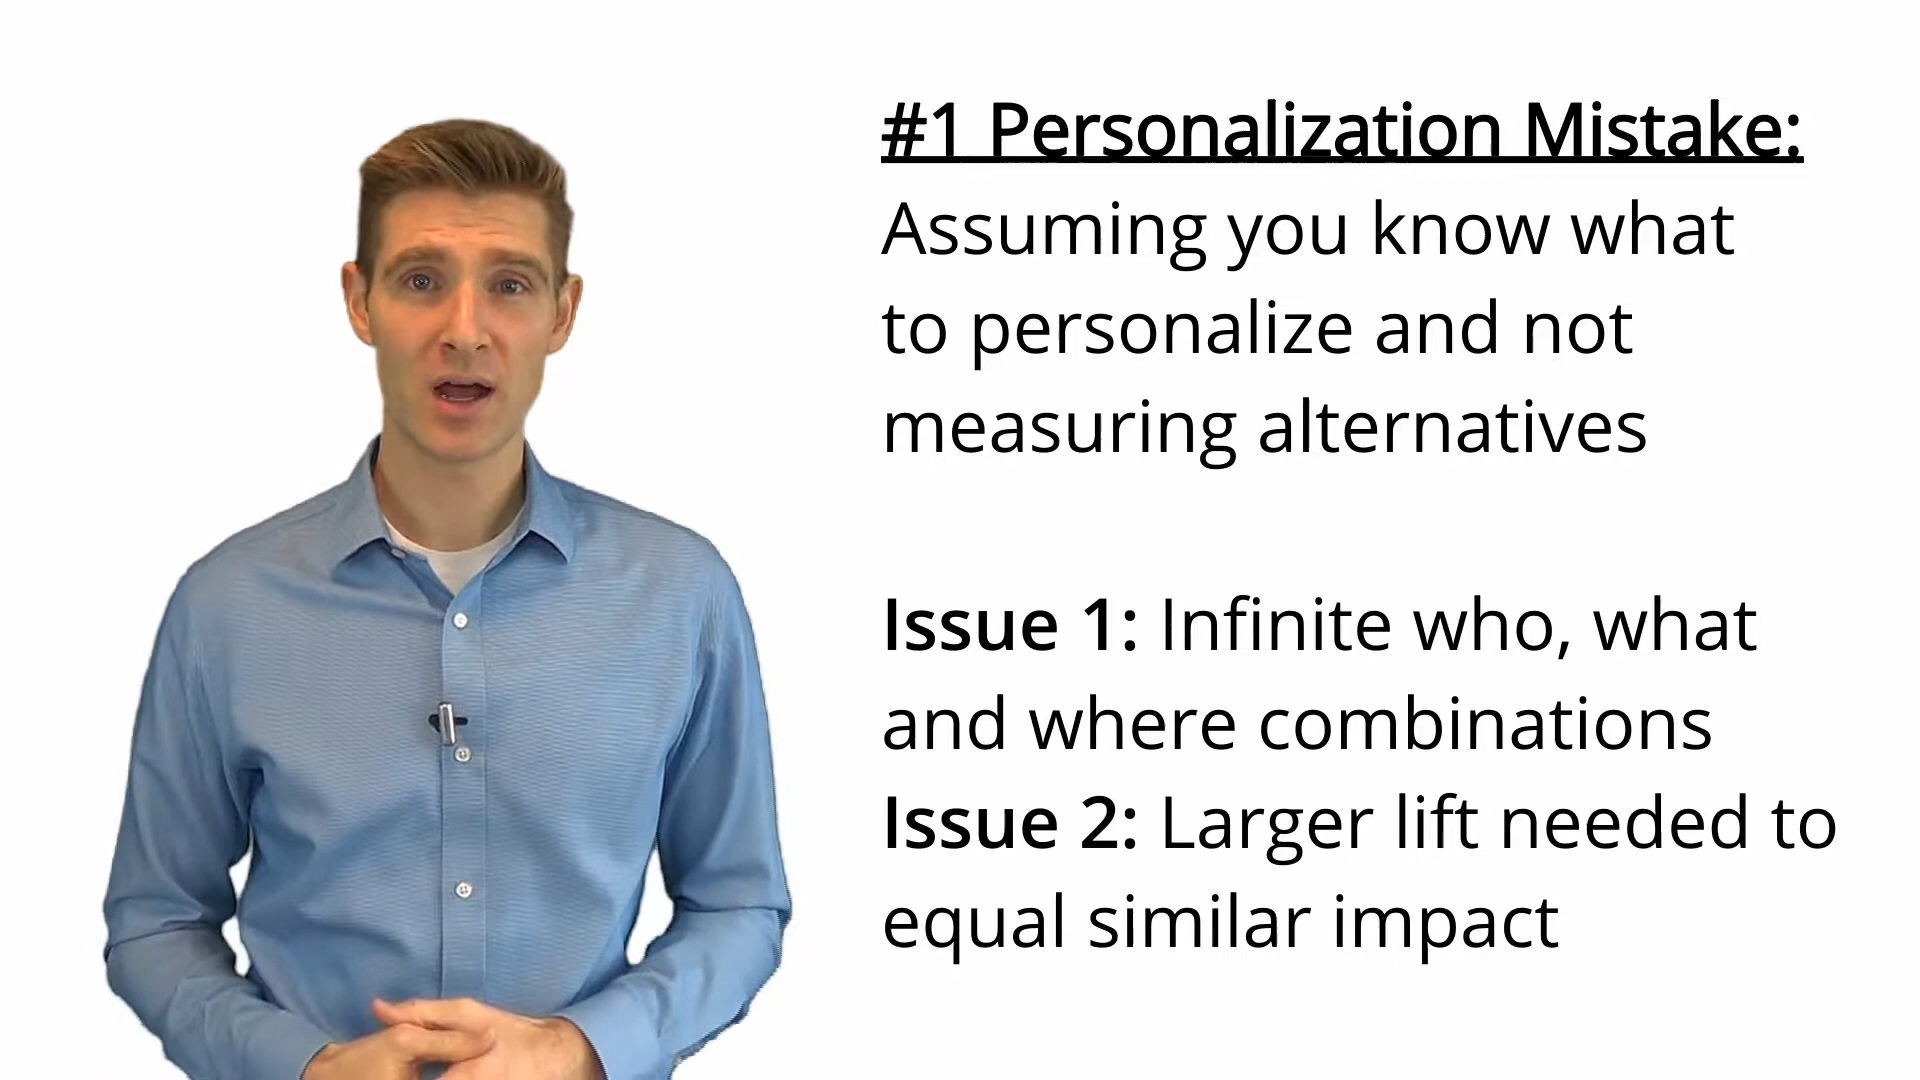 #1 Personalization Mistake:
Assuming you know what
to personalize and not
measuring alternatives
Issue 1: Infinite who, what
and where combinations
Issue 2: Larger lift needed to
equal similar impact